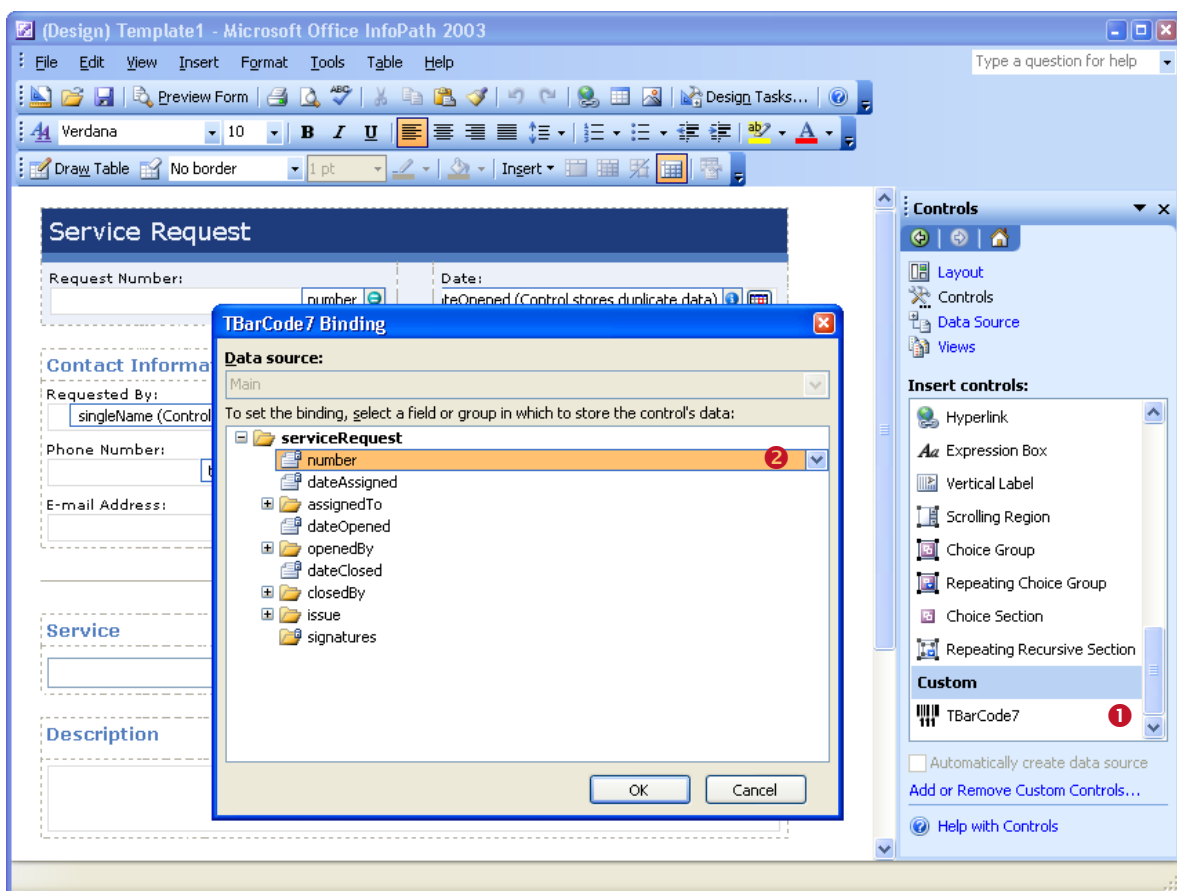 (Design) Template1 - Microsoft Office InfoPath 2003
File Edit View Insert Format Tools Table Help
Type a question for help
Preview Form ABC Design Tasks...
Verdana 10 B I U ab A
Draw Table No border 1 pt Insert
Service Request
Request Number:
Date:
number
teOpened (Control stores duplicate data)
Contact Informa
Requested By:
singleName (Control
Phone Number:
E-mail Address:
Service
Description
TBarCode7 Binding
Data source:
Main
To set the binding, select a field or group in which to store the control's data:
serviceRequest
number 2
dateAssigned
assignedTo
dateOpened
openedBy
dateClosed
closedBy
issue
signatures
OK Cancel
Controls
Layout
Controls
Data Source
Views
Insert controls:
Hyperlink
Aa Expression Box
Vertical Label
Scrolling Region
Choice Group
Repeating Choice Group
Choice Section
Repeating Recursive Section
Custom
TBarCode7 1
Automatically create data source
Add or Remove Custom Controls...
Help with Controls